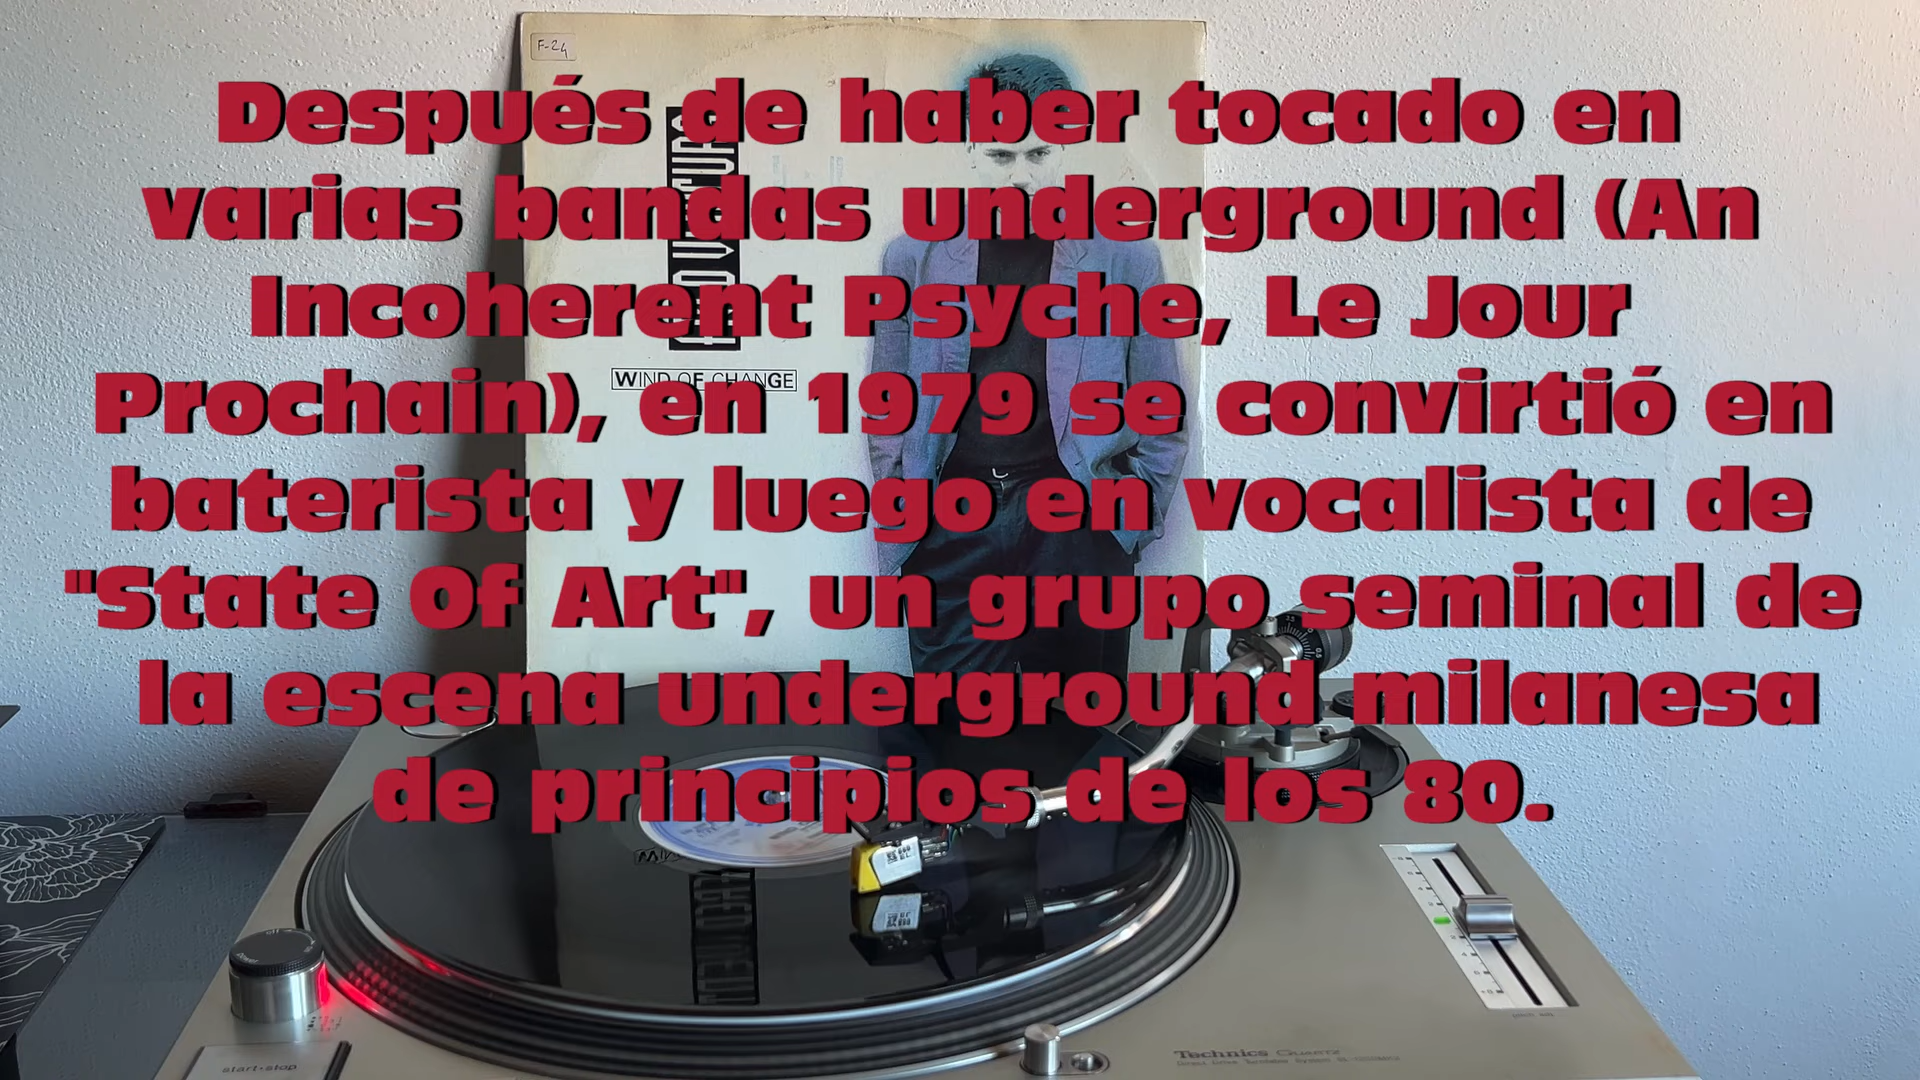 F-24
Después de haber tocado en
varias bandas underground (An
Incoherent Psyche, Le Jour
Prochain), en 1979 se convirtió en
baterista y luego en vocalista de
"State Of Art", un grupo seminal de
la escena underground milanesa
de principios de los 80.
WIND OF CHANGE
Technics Quartz
start•stop